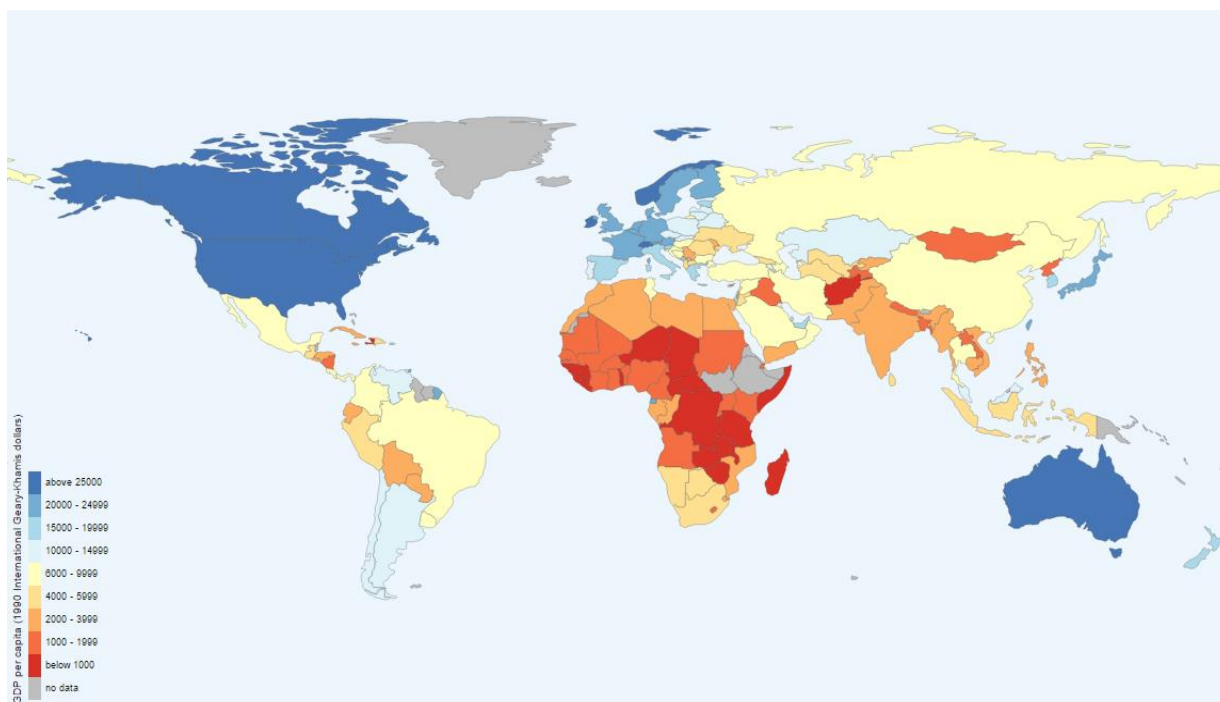 GDP per capita (1990 International Geary-Khamis dollars)
above 25000
20000 - 24999
15000 - 19999
10000 - 14999
6000 - 9999
4000 - 5999
2000 - 3999
1000 - 1999
below 1000
no data